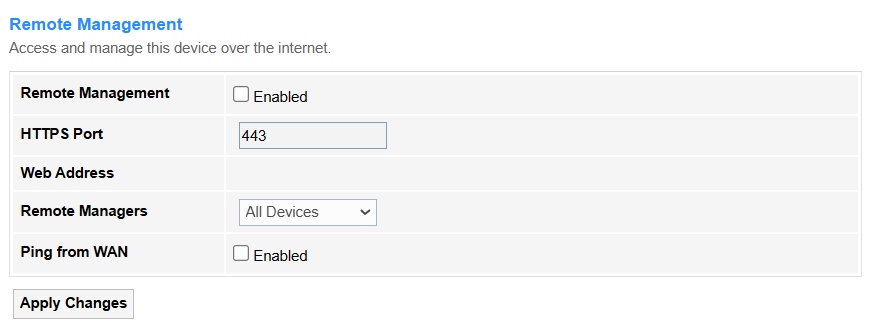 Remote Management
Access and manage this device over the internet.
Remote Management Enabled
HTTPS Port 443
Web Address
Remote Managers All Devices
Ping from WAN Enabled
Apply Changes